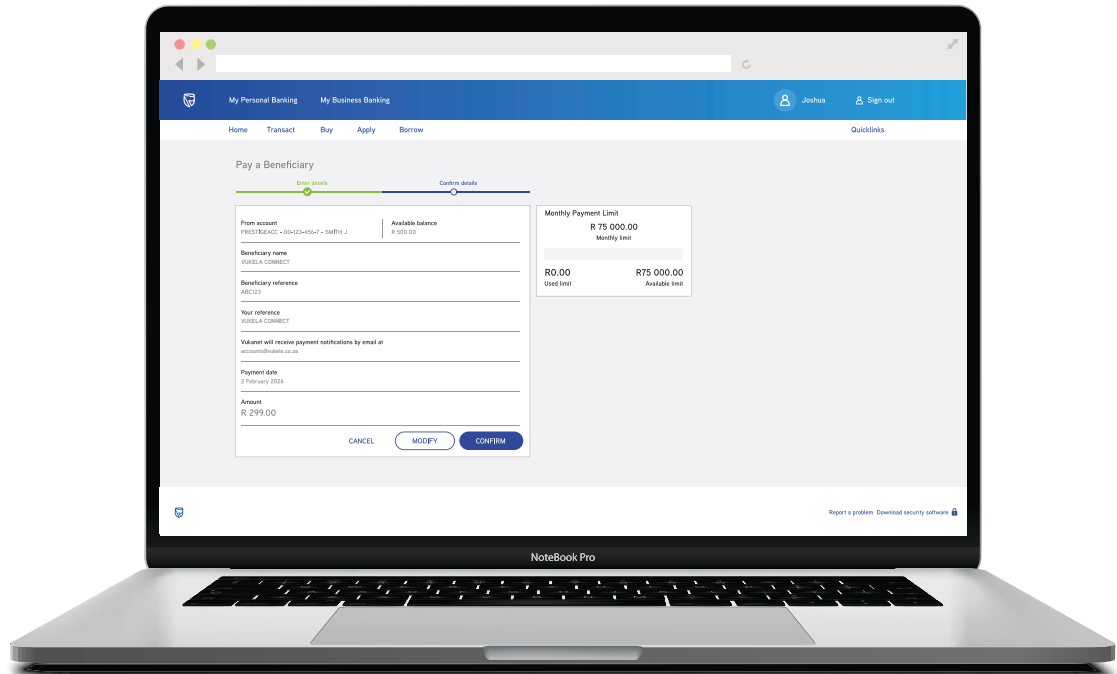 My Personal Banking
My Business Banking
Joshua
Sign out
Home
Transact
Buy
Apply
Borrow
Quicklinks
Pay a Beneficiary
Enter details
Confirm details
From account
PRESTIGEACC - 00-123-456-7 - SMITH J
Available balance
R 500.00
Beneficiary name
VUKELA CONNECT
Beneficiary reference
ABC123
Your reference
VUKELA CONNECT
Vukanet will receive payment notifications by email at
accounts@vukela.co.za
Payment date
2 February 2026
Amount
R 299.00
CANCEL
MODIFY
CONFIRM
Monthly Payment Limit
R 75 000.00
Monthly limit
R0.00
R75 000.00
Used limit
Available limit
Report a problem
Download security software
NoteBook Pro